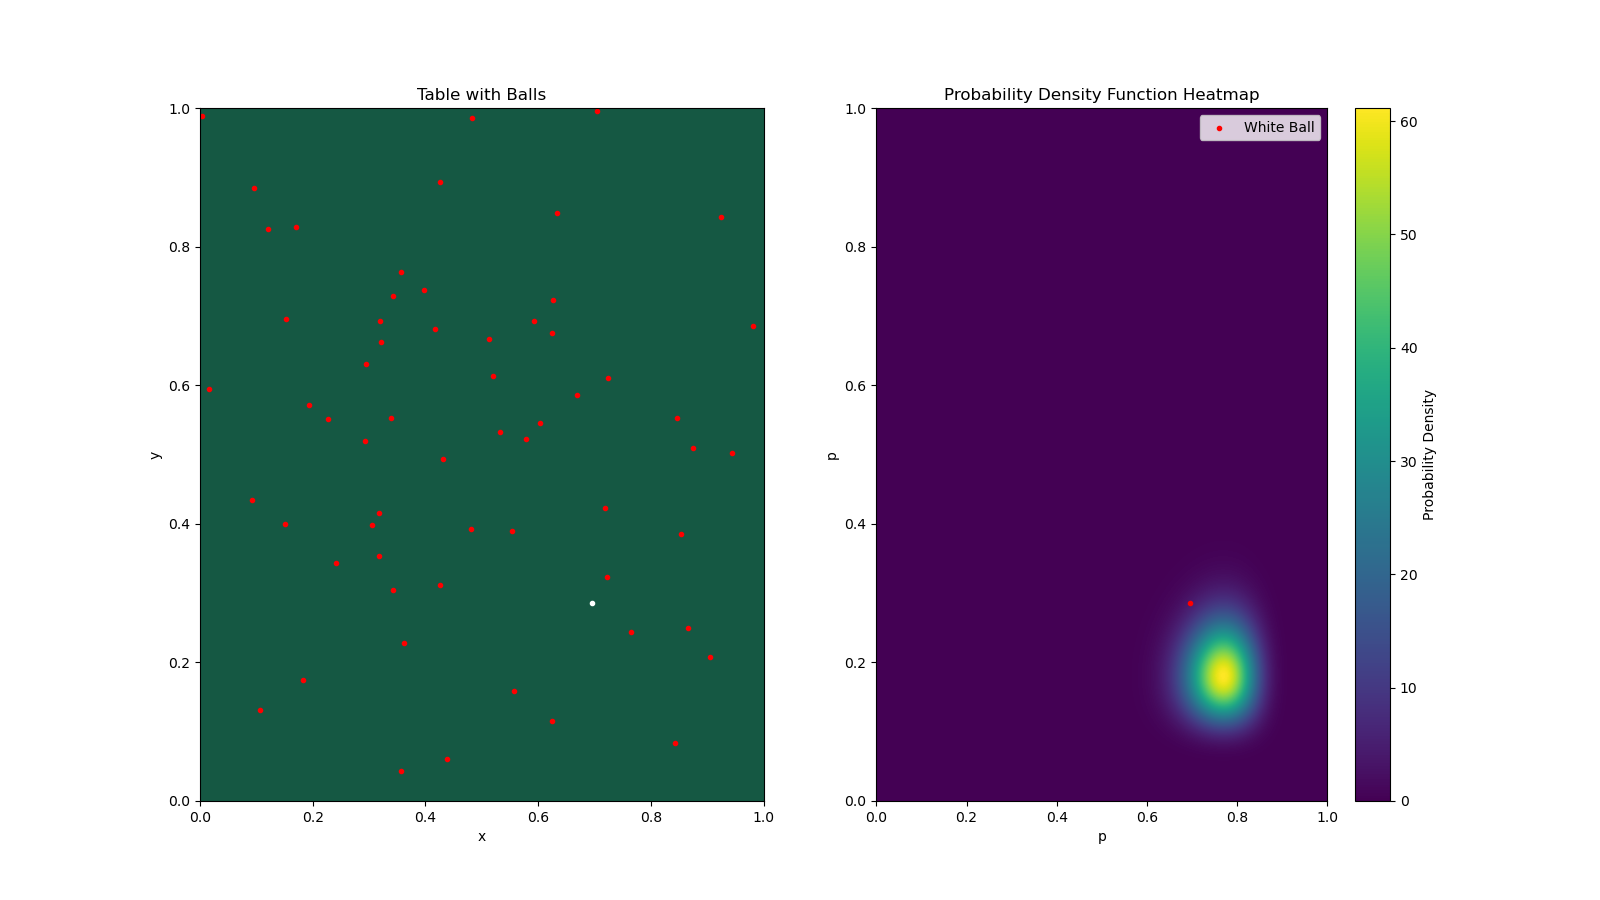 Table with Balls
1.0
0.8
0.6
0.4
0.2
0.0
y
0.0 0.2 0.4 0.6 0.8 1.0
x
Probability Density Function Heatmap
White Ball
1.0
0.8
0.6
0.4
0.2
0.0
p
0.0 0.2 0.4 0.6 0.8 1.0
p
60
50
40
30
20
10
0
Probability Density